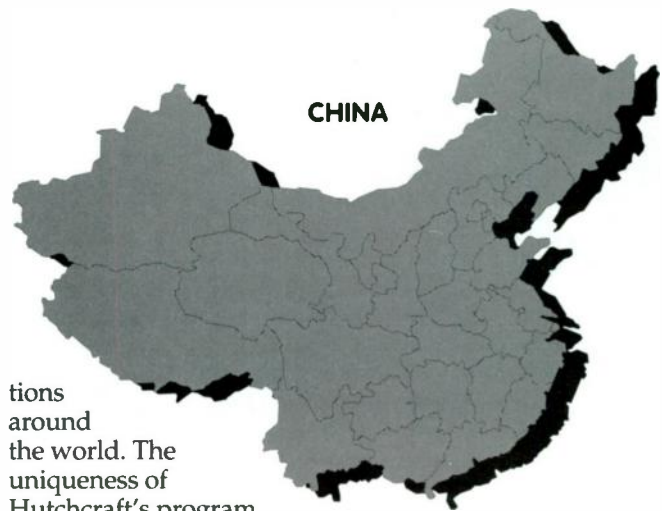 CHINA
tions
around
the world. The
uniqueness of
Hutchcraft's program